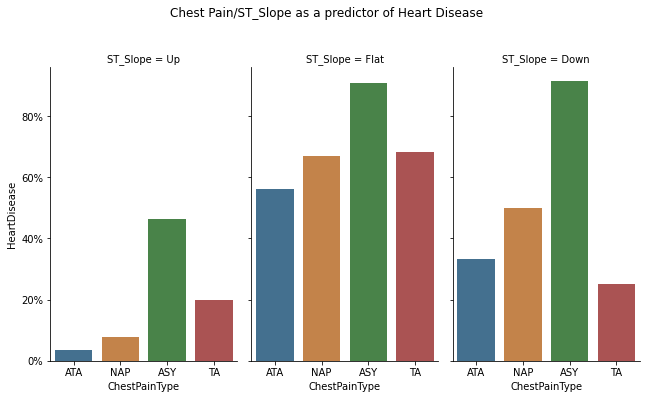 Chest Pain/ST_Slope as a predictor of Heart Disease
ST_Slope = Up
ST_Slope = Flat
ST_Slope = Down
80%
60%
40%
20%
0%
HeartDisease
ATA NAP ASY TA
ChestPainType
ATA NAP ASY TA
ChestPainType
ATA NAP ASY TA
ChestPainType